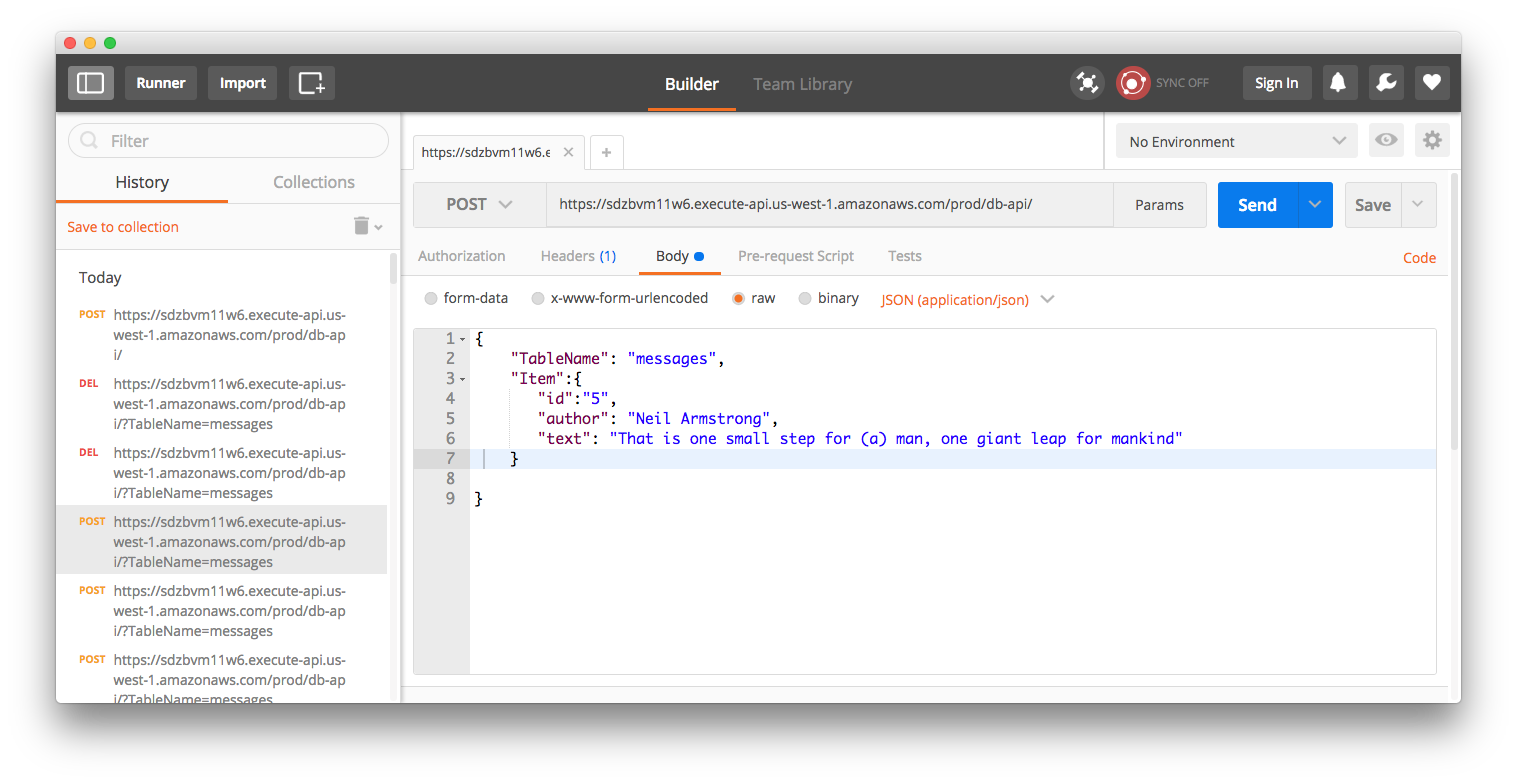 Runner
Import
Builder
Team Library
SYNC OFF
Sign In
Filter
History
Collections
Save to collection
Today
POST https://sdzbvm11w6.execute-api.us-
west-1.amazonaws.com/prod/db-ap
i/
DEL https://sdzbvm11w6.execute-api.us-
west-1.amazonaws.com/prod/db-ap
i/?TableName=messages
DEL https://sdzbvm11w6.execute-api.us-
west-1.amazonaws.com/prod/db-ap
i/?TableName=messages
POST https://sdzbvm11w6.execute-api.us-
west-1.amazonaws.com/prod/db-ap
i/?TableName=messages
POST https://sdzbvm11w6.execute-api.us-
west-1.amazonaws.com/prod/db-ap
i/?TableName=messages
POST https://sdzbvm11w6.execute-api.us-
west-1.amazonaws.com/prod/db-ap
i/?TableName=messages
https://sdzbvm11w6.e
No Environment
POST https://sdzbvm11w6.execute-api.us-west-1.amazonaws.com/prod/db-api/ Params Send Save
Authorization Headers (1) Body Pre-request Script Tests Code
form-data x-www-form-urlencoded raw binary JSON (application/json)
1 {
2 "TableName": "messages",
3 "Item":{
4 "id":"5",
5 "author": "Neil Armstrong",
6 "text": "That is one small step for (a) man, one giant leap for mankind"
7 }
8
9 }